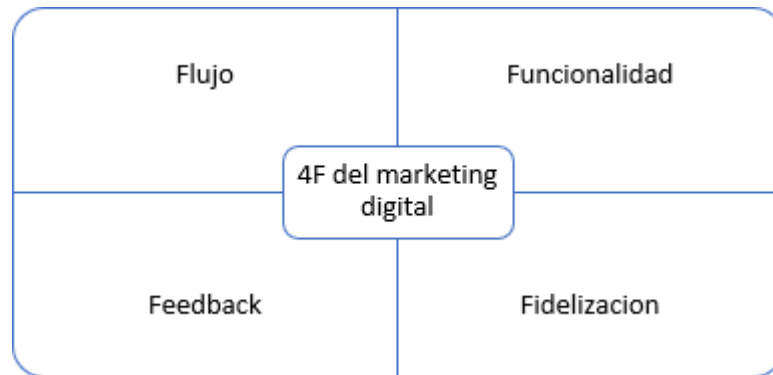 Flujo
Funcionalidad
4F del marketing
digital
Feedback
Fidelizacion